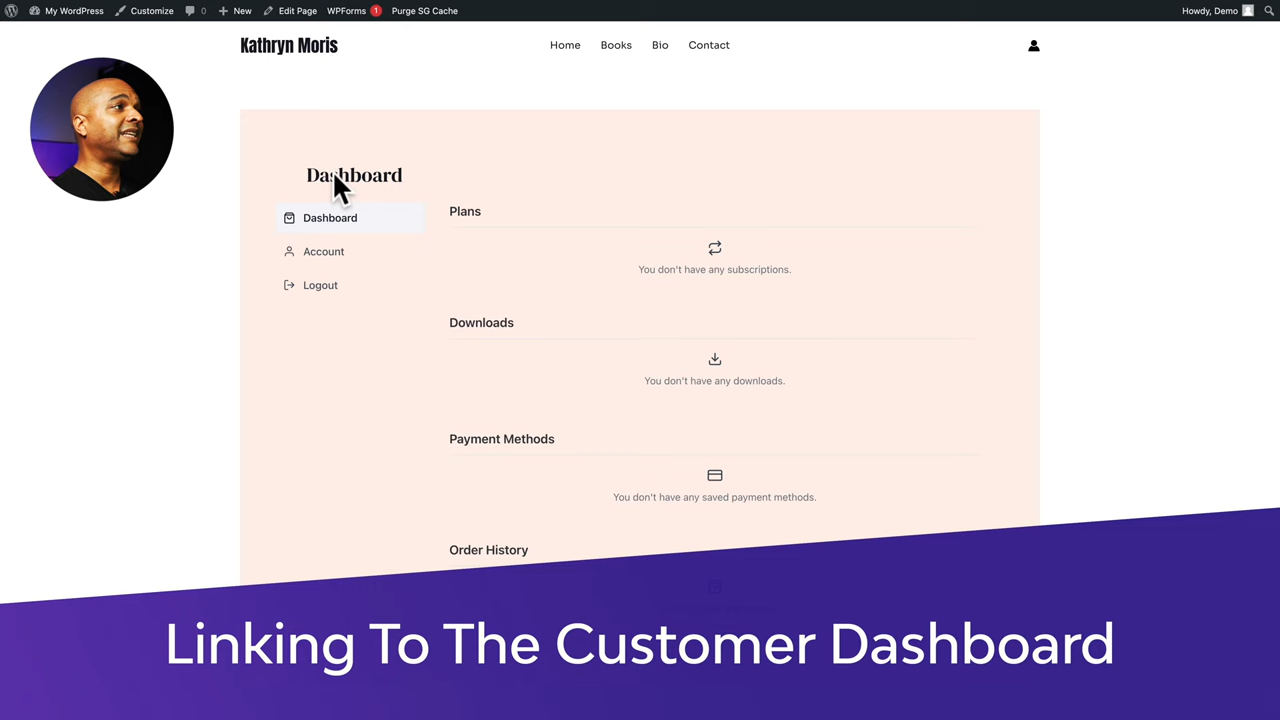 My WordPress Customize 0 New Edit Page WPForms 1 Purge SG Cache Howdy, Demo
Kathryn Moris Home Books Bio Contact
Dashboard
Dashboard
Account
Logout
Plans
You don't have any subscriptions.
Downloads
You don't have any downloads.
Payment Methods
You don't have any saved payment methods.
Order History
Linking To The Customer Dashboard